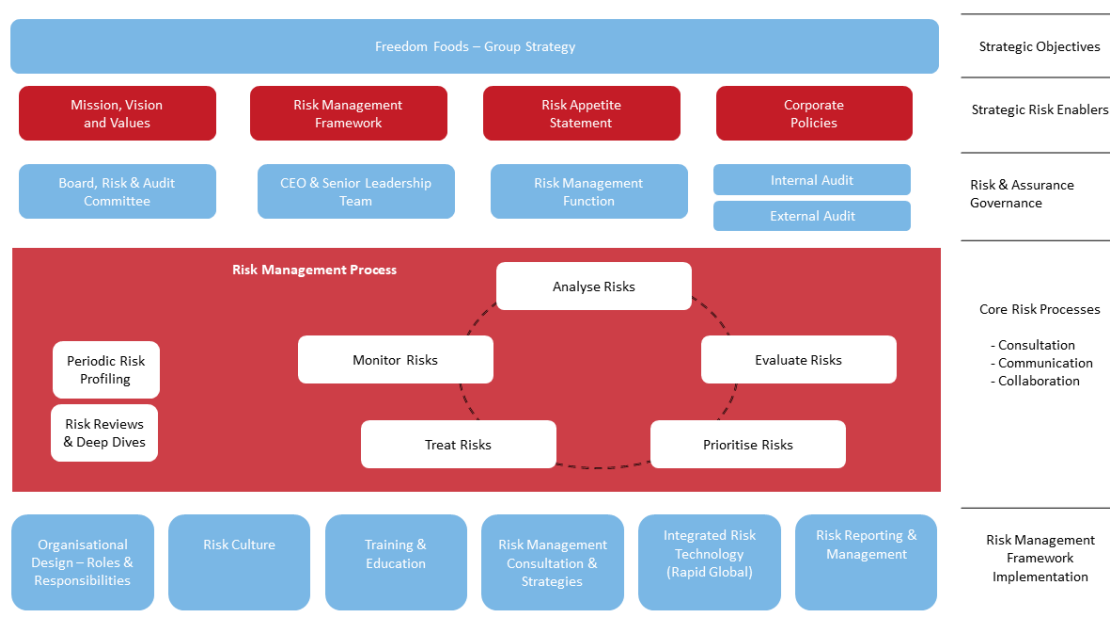 Freedom Foods – Group Strategy
Strategic Objectives
Mission, Vision
and Values
Risk Management
Framework
Risk Appetite
Statement
Corporate
Policies
Strategic Risk Enablers
Board, Risk & Audit
Committee
CEO & Senior Leadership
Team
Risk Management
Function
Internal Audit
External Audit
Risk & Assurance
Governance
Risk Management Process
Analyse Risks
Monitor Risks
Evaluate Risks
Treat Risks
Prioritise Risks
Periodic Risk
Profiling
Risk Reviews
& Deep Dives
Core Risk Processes
- Consultation
- Communication
- Collaboration
Organisational
Design – Roles &
Responsibilities
Risk Culture
Training &
Education
Risk Management
Consultation &
Strategies
Integrated Risk
Technology
(Rapid Global)
Risk Reporting &
Management
Risk Management
Framework
Implementation